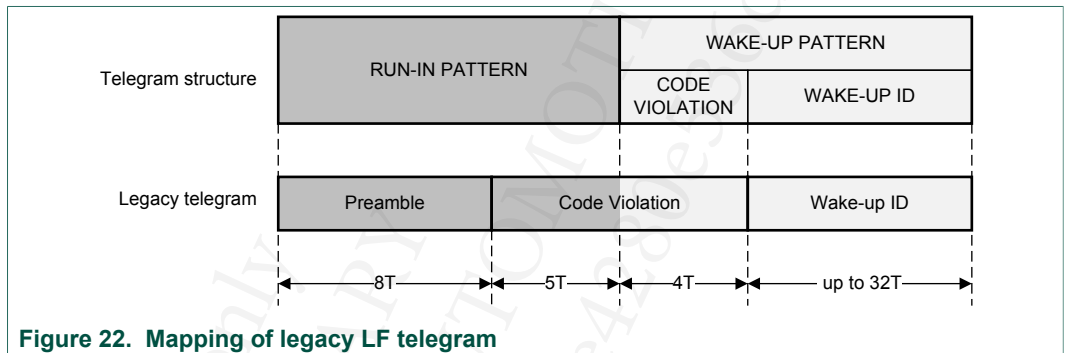 WAKE-UP PATTERN
Telegram structure
RUN-IN PATTERN
CODE
VIOLATION
WAKE-UP ID
Legacy telegram
Preamble
Code Violation
Wake-up ID
8T
5T
4T
up to 32T
Figure 22. Mapping of legacy LF telegram